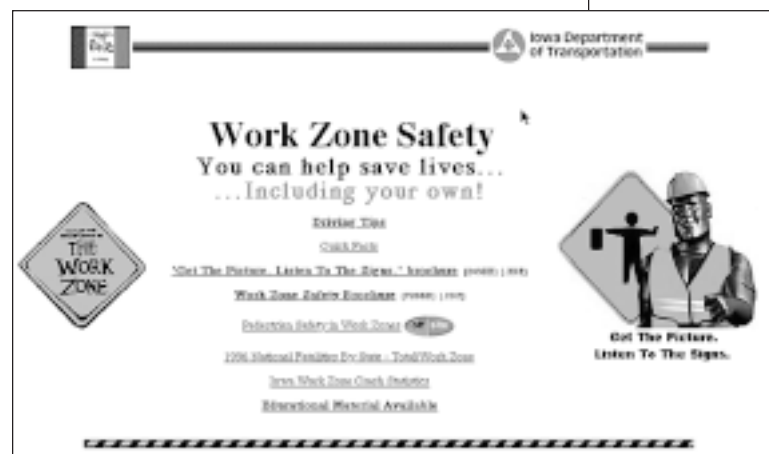 Iowa Department
of Transportation
Work Zone Safety
You can help save lives...
...Including your own!
Driving Tips
Quick Facts
"Get The Picture. Listen To The Signs." brochure
Work Zone Safety Brochure
Pedestrian Safety in Work Zones
1996 National Fatalities By State - Total/Work Zone
Iowa Work Zone Crash Statistics
Educational Material Available
THE
WORK
ZONE
Get The Picture.
Listen To The Signs.